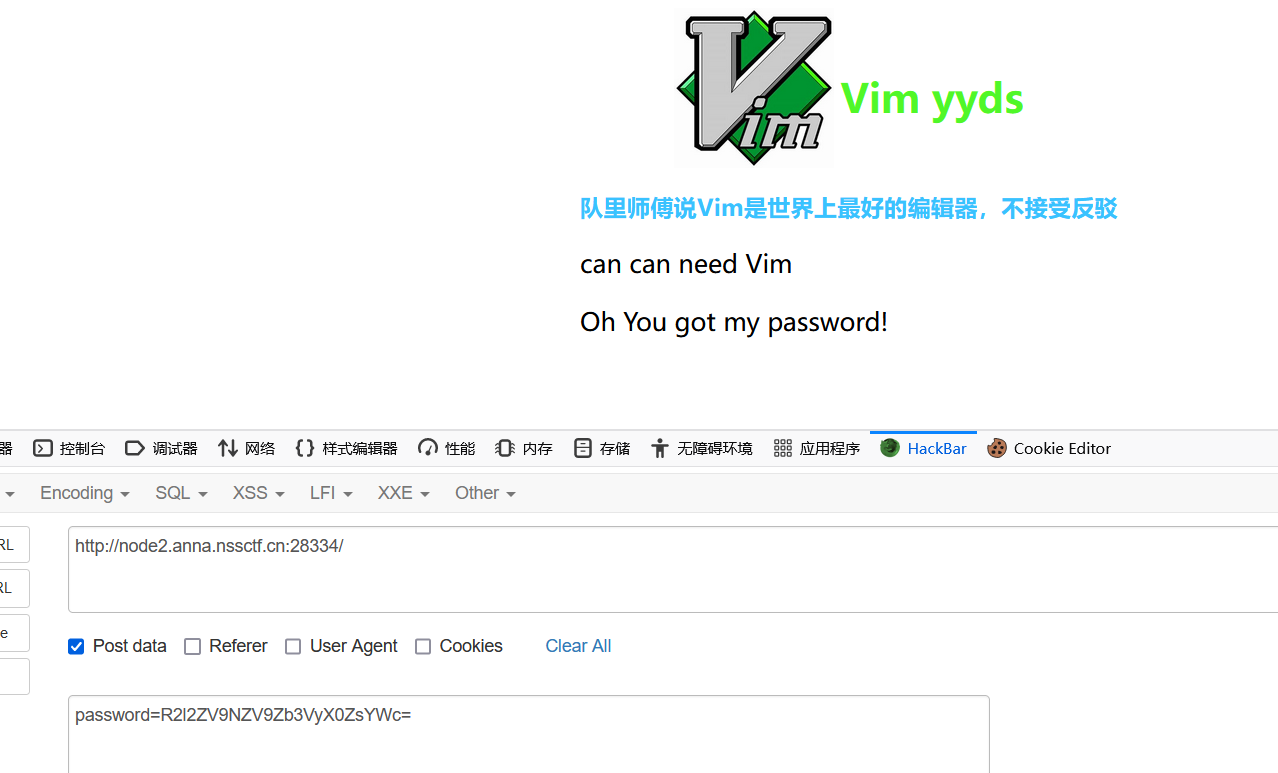 Vim
Vim yyds
队里师傅说Vim是世界上最好的编辑器，不接受反驳
can can need Vim
Oh You got my password!
器 控制台 调试器 网络 样式编辑器 性能 内存 存储 无障碍环境 应用程序 HackBar Cookie Editor
Encoding SQL XSS LFI XXE Other
RL
http://node2.anna.nssctf.cn:28334/
RL
e
Post data Referer User Agent Cookies Clear All
password=R2l2ZV9NZV9Zb3VyX0ZsYWc=